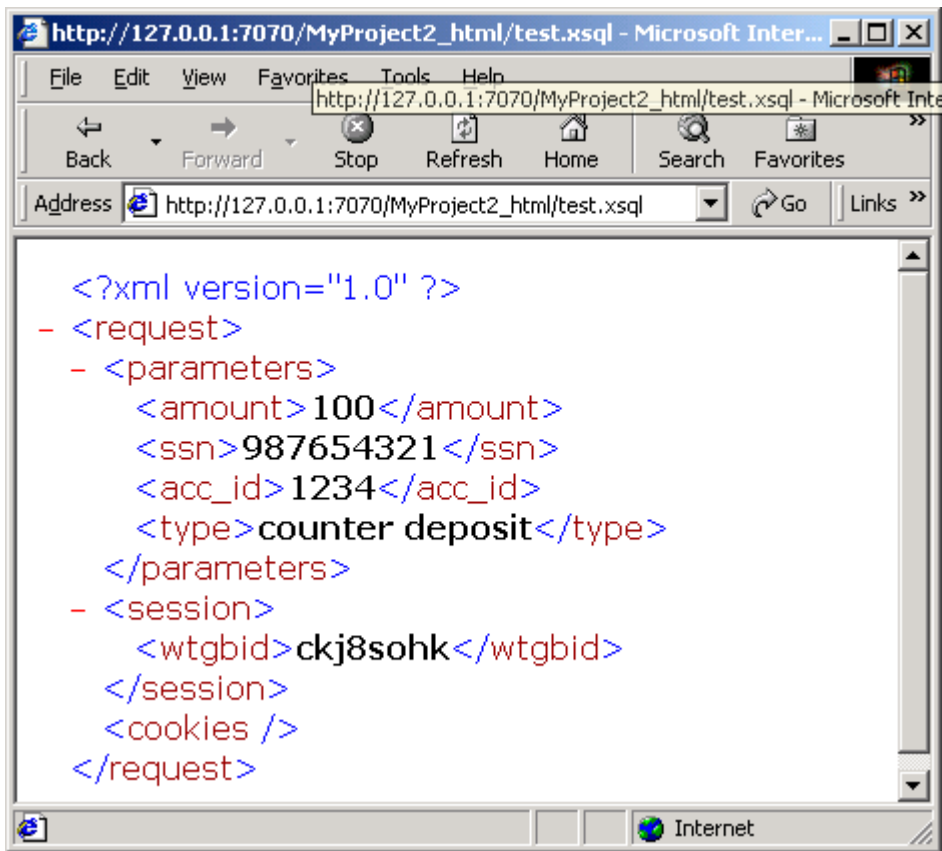 http://127.0.0.1:7070/MyProject2_html/test.xsql - Microsoft Inter...
File Edit View Favorites Tools Help
http://127.0.0.1:7070/MyProject2_html/test.xsql - Microsoft Inte
Back Forward Stop Refresh Home Search Favorites »
Address http://127.0.0.1:7070/MyProject2_html/test.xsql Go Links »
<?xml version="1.0" ?>
– <request>
– <parameters>
<amount>100</amount>
<ssn>987654321</ssn>
<acc_id>1234</acc_id>
<type>counter deposit</type>
</parameters>
– <session>
<wtgbid>ckj8sohk</wtgbid>
</session>
<cookies />
</request>
Internet